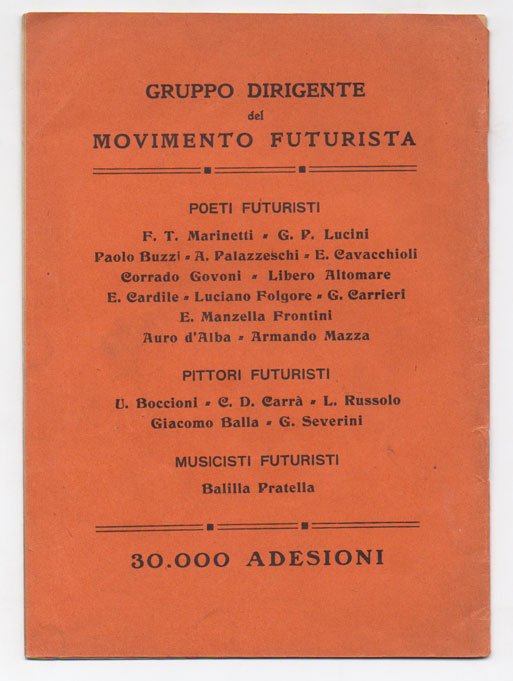 GRUPPO DIRIGENTE
del
MOVIMENTO FUTURISTA
POETI FUTURISTI
F. T. Marinetti - G. P. Lucini
Paolo Buzzi - A. Palazzeschi - E. Cavacchioli
Corrado Govoni - Libero Altomare
E. Cardile - Luciano Folgore - G. Carrieri
E. Manzella Frontini
Auro d'Alba - Armando Mazza
PITTORI FUTURISTI
U. Boccioni - C. D. Carrà - L. Russolo
Giacomo Balla - G. Severini
MUSICISTI FUTURISTI
Balilla Pratella
30.000 ADESIONI